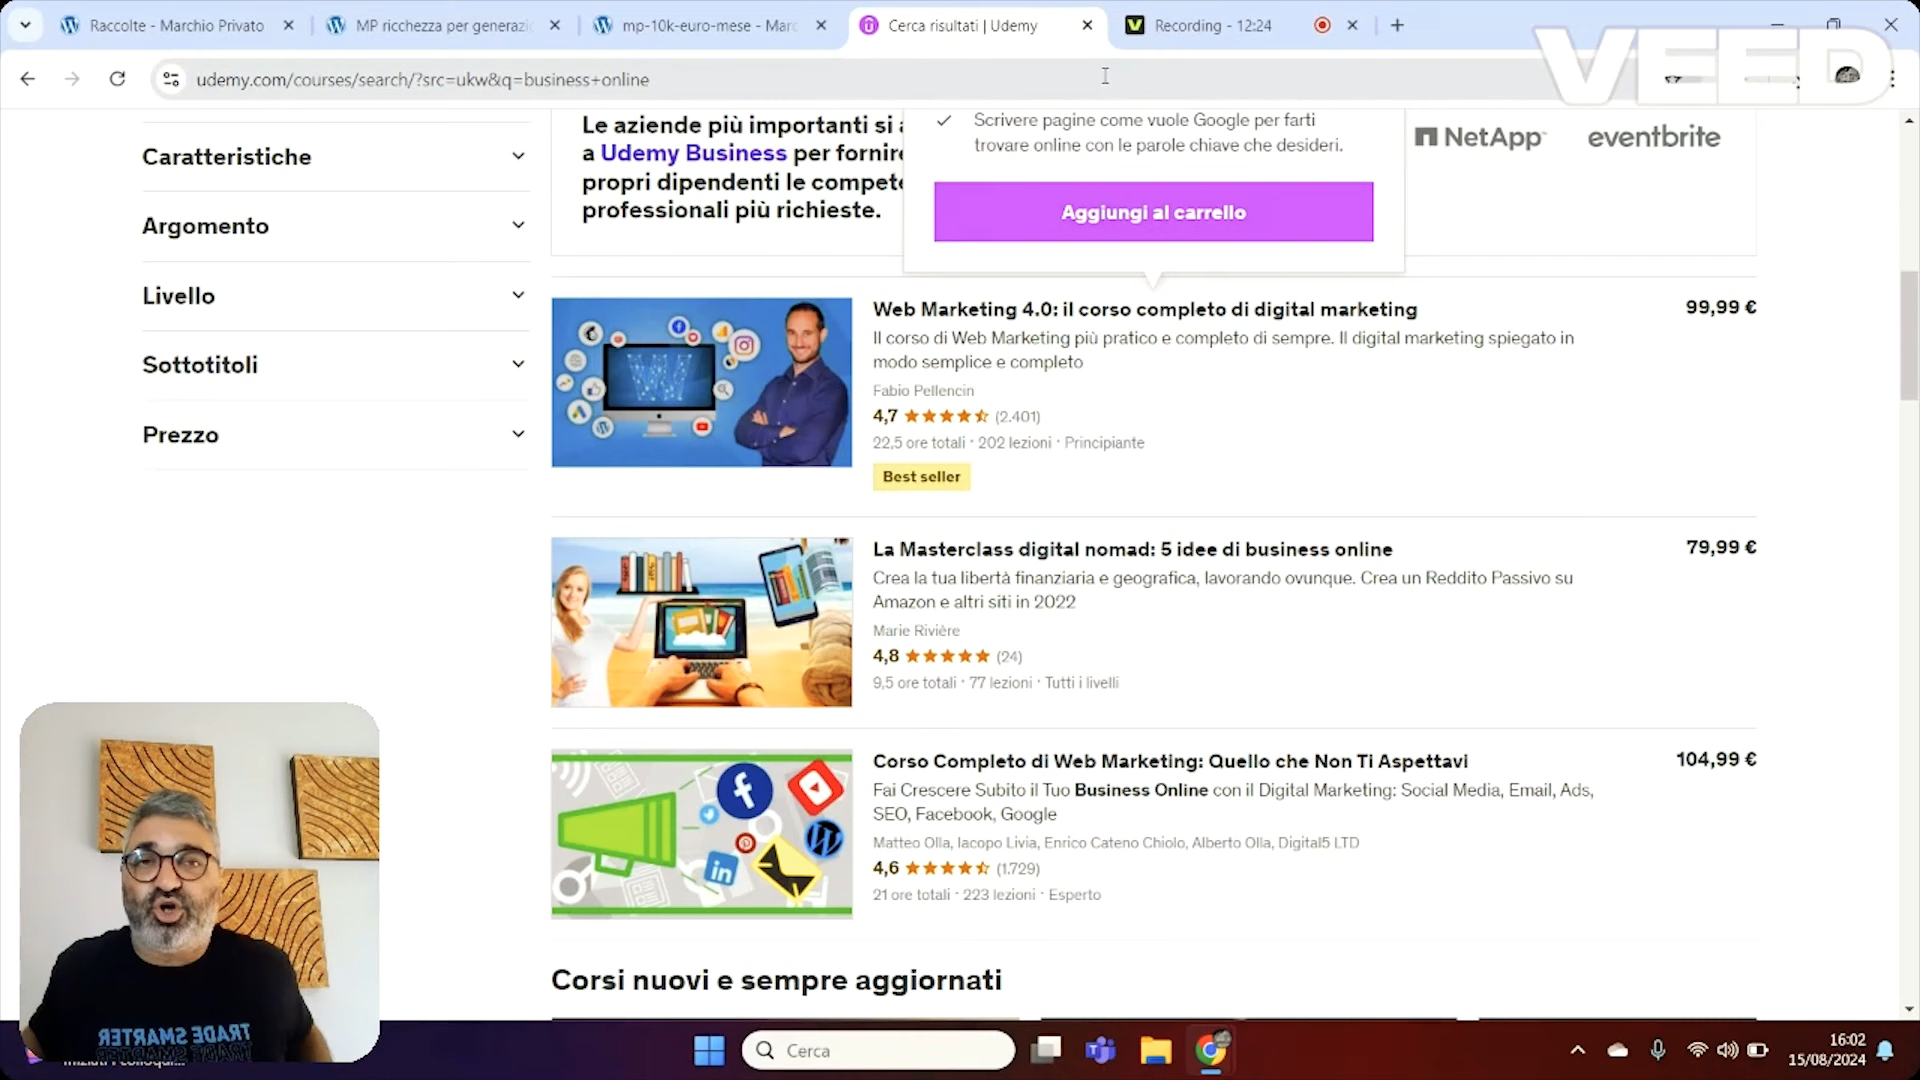 Raccolte - Marchio Privato
MP ricchezza per generazi
mp-10k-euro-mese - Marc
Cerca risultati | Udemy
Recording - 12:24
VEED
udemy.com/courses/search/?src=ukw&q=business+online
Caratteristiche
Argomento
Livello
Sottotitoli
Prezzo
Le aziende più importanti si a
a Udemy Business per fornire
propri dipendenti le compete
professionali più richieste.
Scrivere pagine come vuole Google per farti
trovare online con le parole chiave che desideri.
Aggiungi al carrello
NetApp
eventbrite
Web Marketing 4.0: il corso completo di digital marketing
99,99 €
Il corso di Web Marketing più pratico e completo di sempre. Il digital marketing spiegato in
modo semplice e completo
Fabio Pellencin
4,7 (2.401)
22,5 ore totali · 202 lezioni · Principiante
Best seller
La Masterclass digital nomad: 5 idee di business online
79,99 €
Crea la tua libertà finanziaria e geografica, lavorando ovunque. Crea un Reddito Passivo su
Amazon e altri siti in 2022
Marie Rivière
4,8 (24)
9,5 ore totali · 77 lezioni · Tutti i livelli
Corso Completo di Web Marketing: Quello che Non Ti Aspettavi
104,99 €
Fai Crescere Subito il Tuo Business Online con il Digital Marketing: Social Media, Email, Ads,
SEO, Facebook, Google
Matteo Olla, Iacopo Livia, Enrico Cateno Chiolo, Alberto Olla, Digital5 LTD
4,6 (1.729)
21 ore totali · 223 lezioni · Esperto
Corsi nuovi e sempre aggiornati
TRADE SMARTER
TRADE SMARTER
Cerca
16:02
15/08/2024